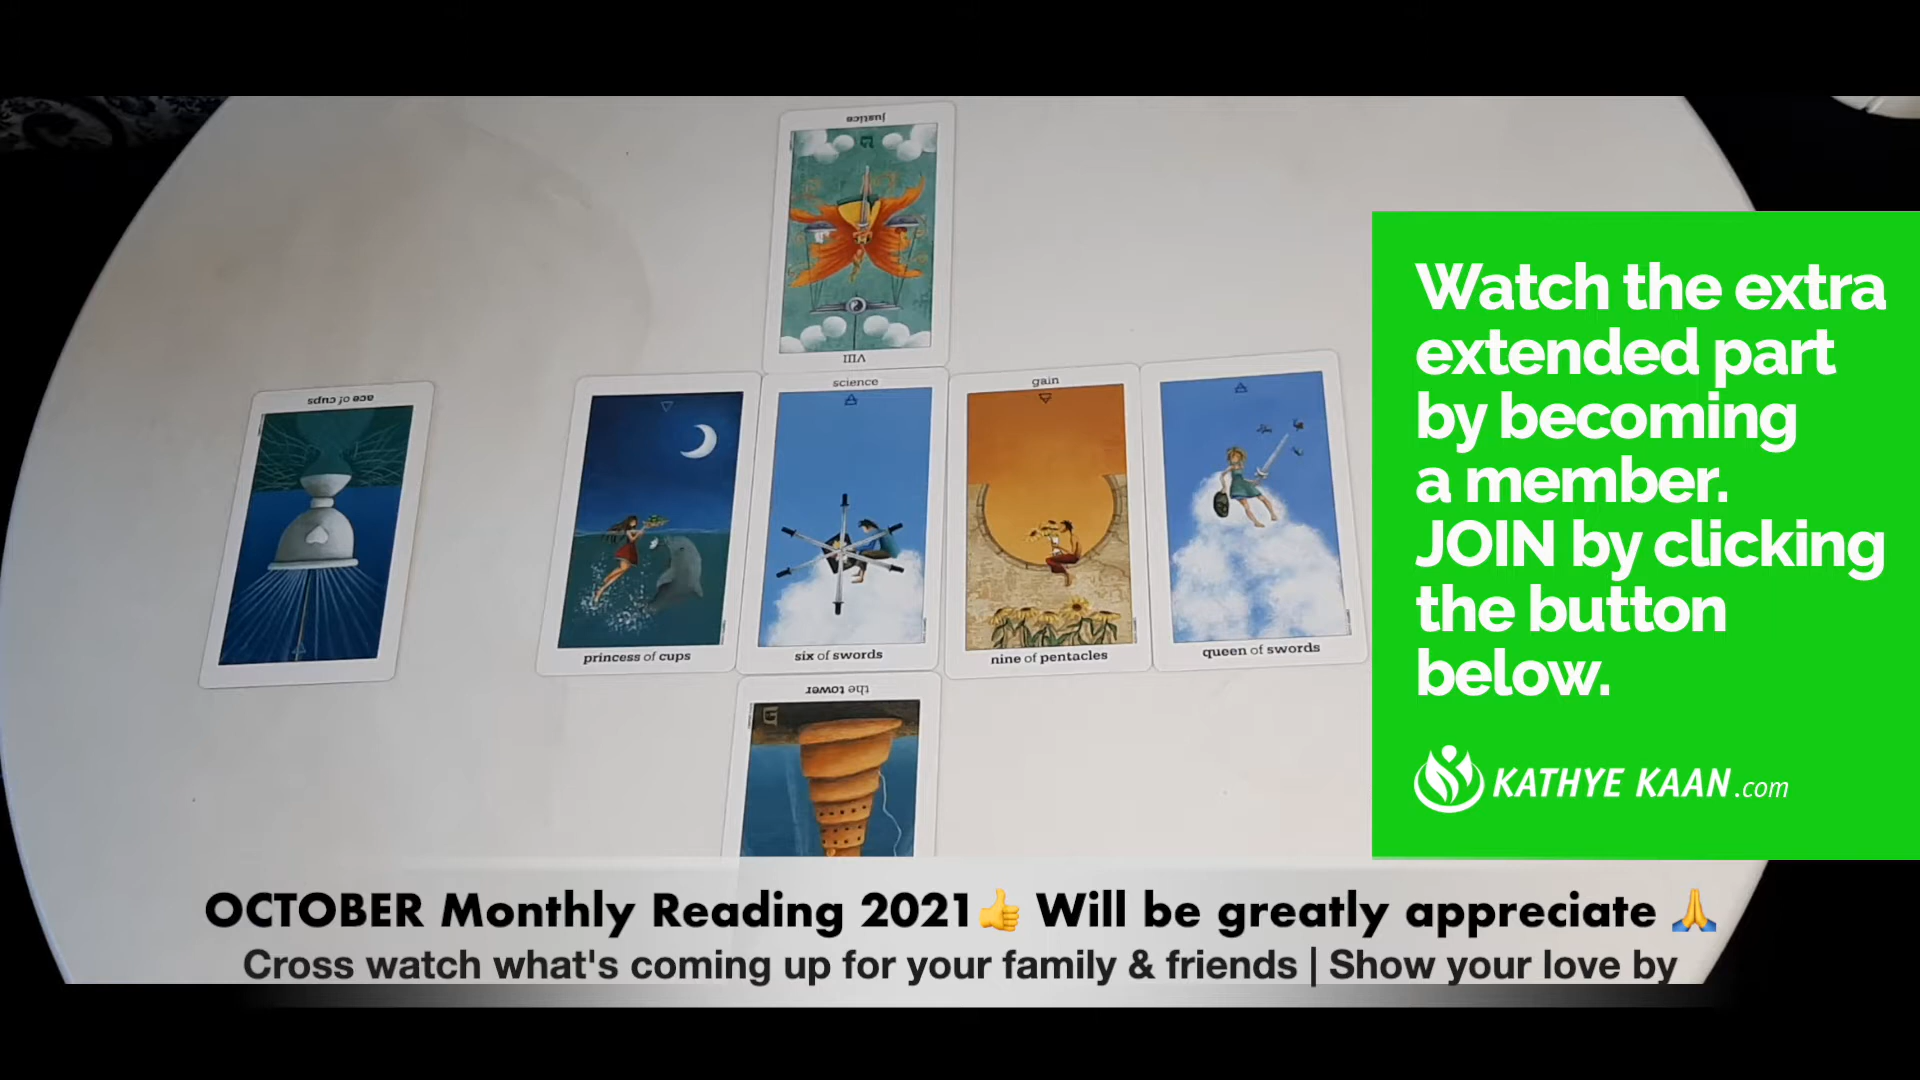 justice
VIII
ace of cups
princess of cups
science
six of swords
gain
nine of pentacles
queen of swords
the tower
Watch the extra
extended part
by becoming
a member.
JOIN by clicking
the button
below.
KATHYE KAAN.com
OCTOBER Monthly Reading 2021👍 Will be greatly appreciate 🙏
Cross watch what's coming up for your family & friends | Show your love by